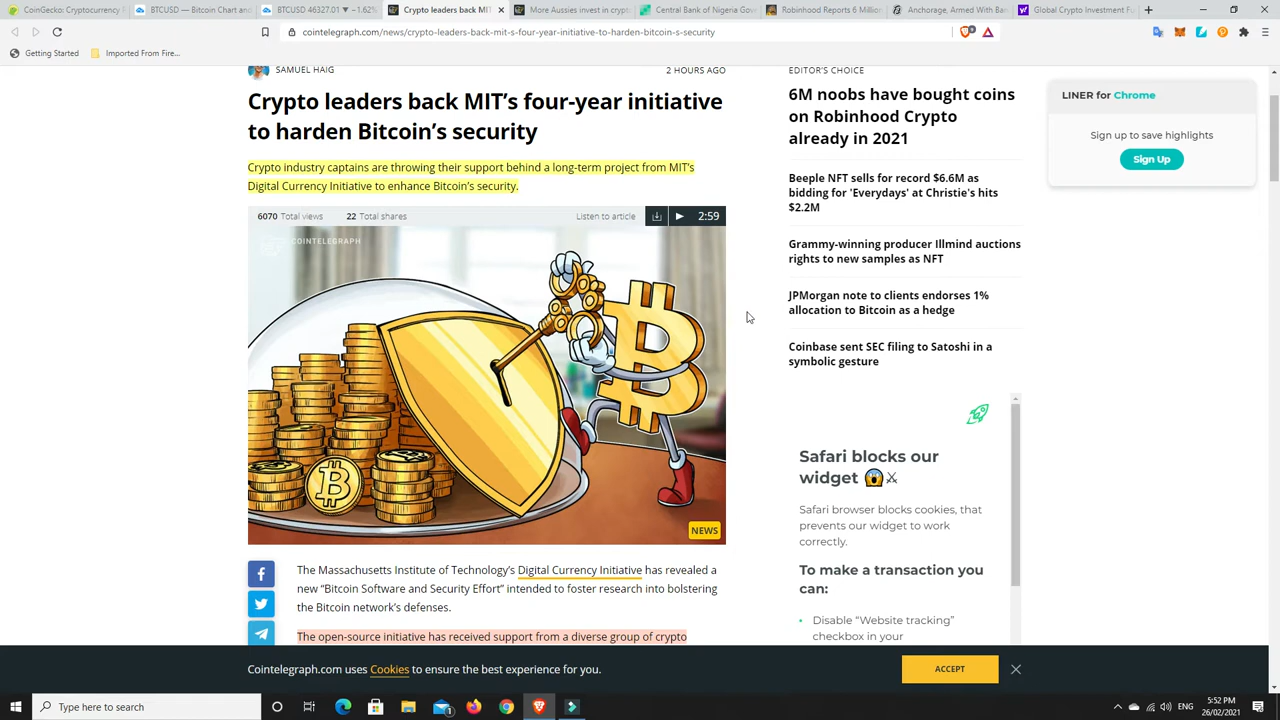 CoinGecko: Cryptocurrency P
BTCUSD — Bitcoin Chart and
BTCUSD 46327.01 ▼ −1.62%
Crypto leaders back MIT'
More Aussies invest in crypt
Central Bank of Nigeria Gov
Robinhood Reports 6 Million
Anchorage, Armed With Ban
Global Crypto Investment Fu
cointelegraph.com/news/crypto-leaders-back-mit-s-four-year-initiative-to-harden-bitcoin-s-security
Getting Started
Imported From Fire...
SAMUEL HAIG
2 HOURS AGO
Crypto leaders back MIT's four-year initiative
to harden Bitcoin's security
Crypto industry captains are throwing their support behind a long-term project from MIT's
Digital Currency Initiative to enhance Bitcoin's security.
6070 Total views 22 Total shares Listen to article 2:59
COINTELEGRAPH
NEWS
The Massachusetts Institute of Technology's Digital Currency Initiative has revealed a
new “Bitcoin Software and Security Effort” intended to foster research into bolstering
the Bitcoin network's defenses.
The open-source initiative has received support from a diverse group of crypto
EDITOR'S CHOICE
6M noobs have bought coins
on Robinhood Crypto
already in 2021
Beeple NFT sells for record $6.6M as
bidding for 'Everydays' at Christie's hits
$2.2M
Grammy-winning producer Illmind auctions
rights to new samples as NFT
JPMorgan note to clients endorses 1%
allocation to Bitcoin as a hedge
Coinbase sent SEC filing to Satoshi in a
symbolic gesture
Safari blocks our
widget 😱⚔
Safari browser blocks cookies, that
prevents our widget to work
correctly.
To make a transaction you
can:
Disable “Website tracking”
checkbox in your
LINER for Chrome
Sign up to save highlights
Sign Up
Cointelegraph.com uses Cookies to ensure the best experience for you.
ACCEPT
Type here to search
ENG
5:52 PM
26/02/2021